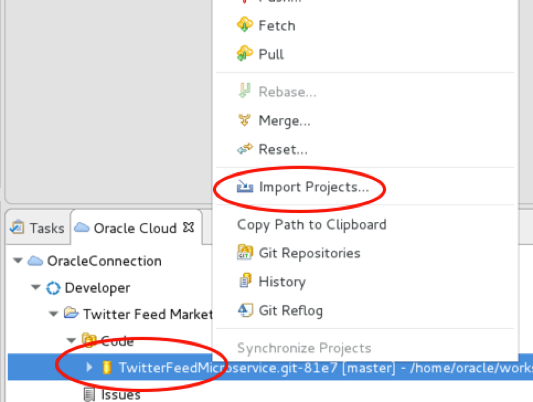 Fetch
Pull
Rebase...
Merge...
Reset...
Import Projects...
Copy Path to Clipboard
Git Repositories
History
Git Reflog
Synchronize Projects
Tasks
Oracle Cloud
OracleConnection
Developer
Twitter Feed Market
Code
TwitterFeedMicroservice.git-81e7 [master] - /home/oracle/works
Issues